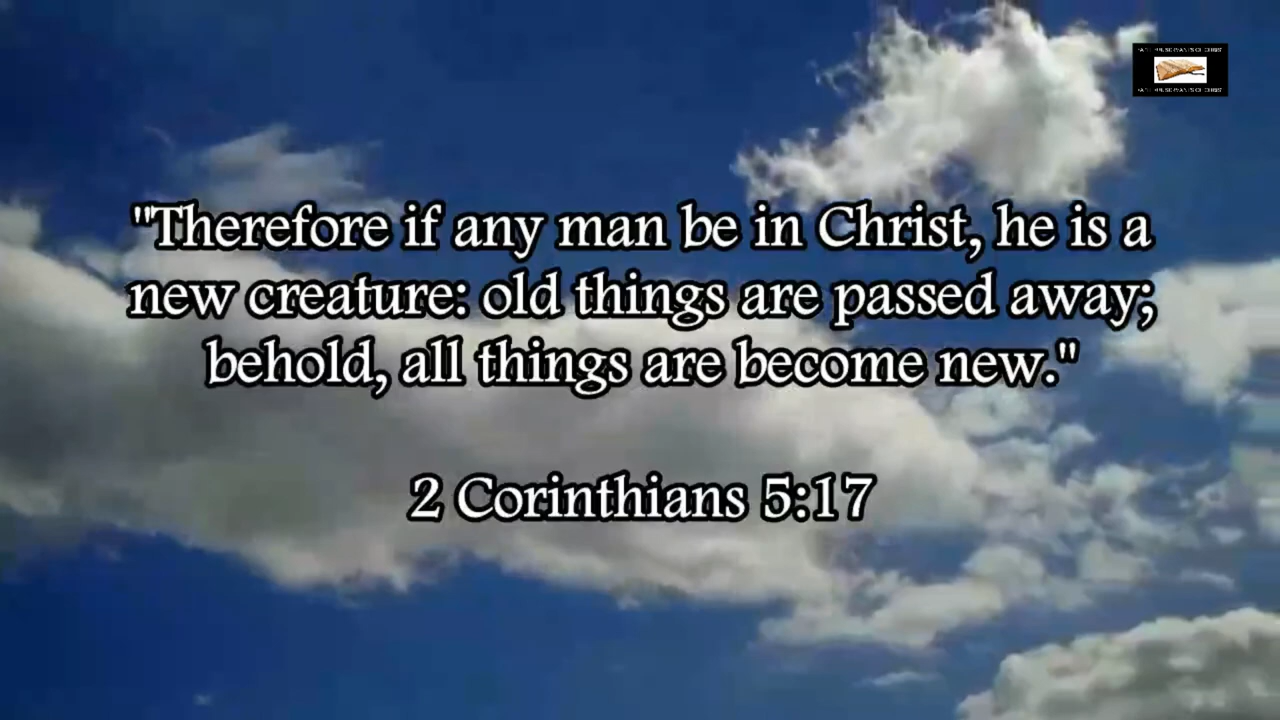 "Therefore if any man be in Christ, he is a
new creature: old things are passed away;
behold, all things are become new."
2 Corinthians 5:17